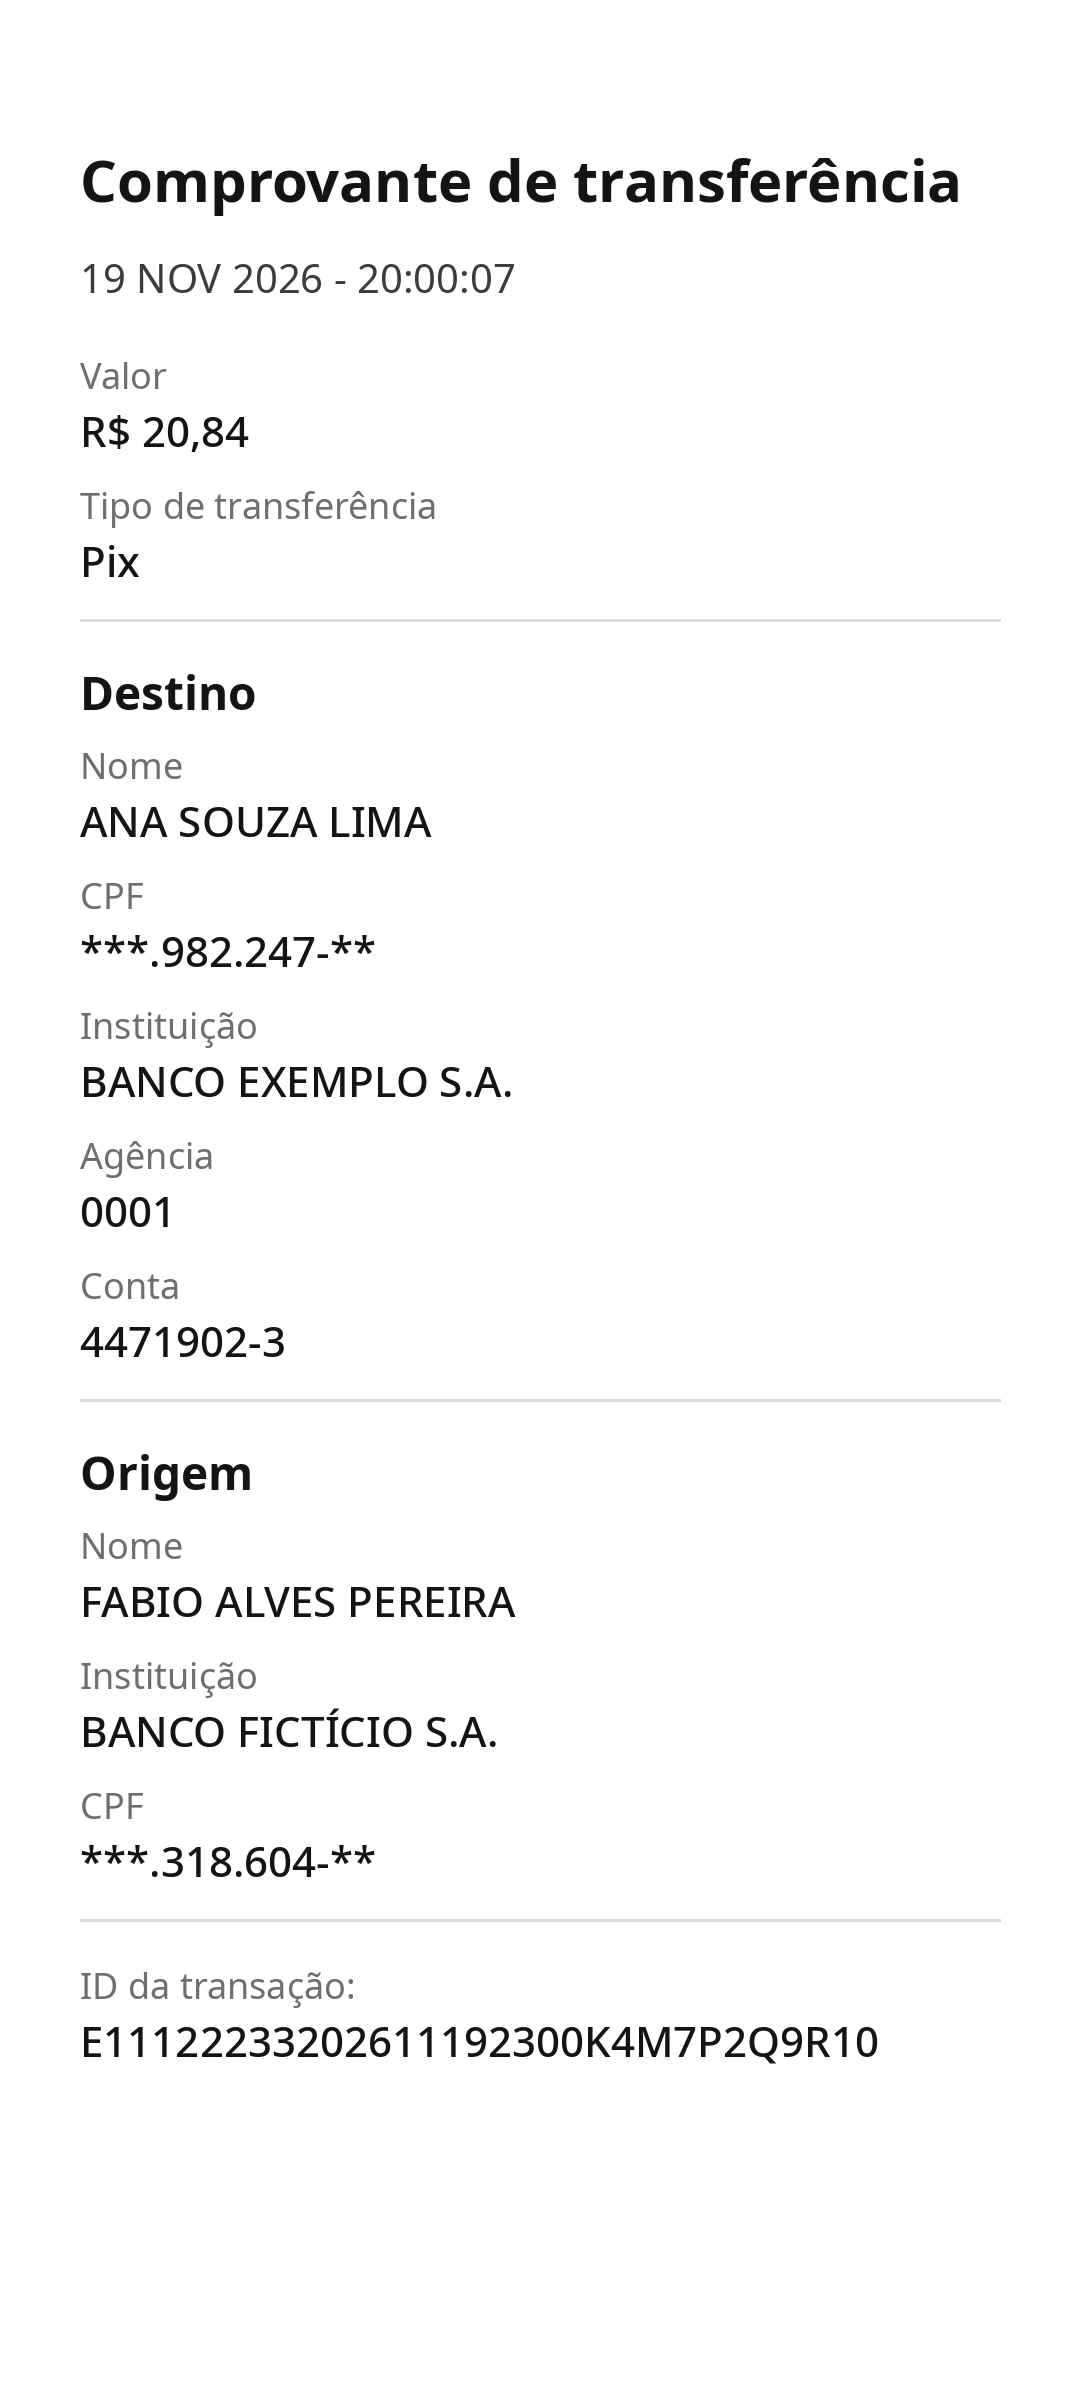 Comprovante de transferência
19 NOV 2026 - 20:00:07
Valor
R$ 20,84
Tipo de transferência
Pix
Destino
Nome
ANA SOUZA LIMA
CPF
***.982.247-**
Instituição
BANCO EXEMPLO S.A.
Agência
0001
Conta
4471902-3
Origem
Nome
FABIO ALVES PEREIRA
Instituição
BANCO FICTÍCIO S.A.
CPF
***.318.604-**
ID da transação:
E11122233202611192300K4M7P2Q9R10